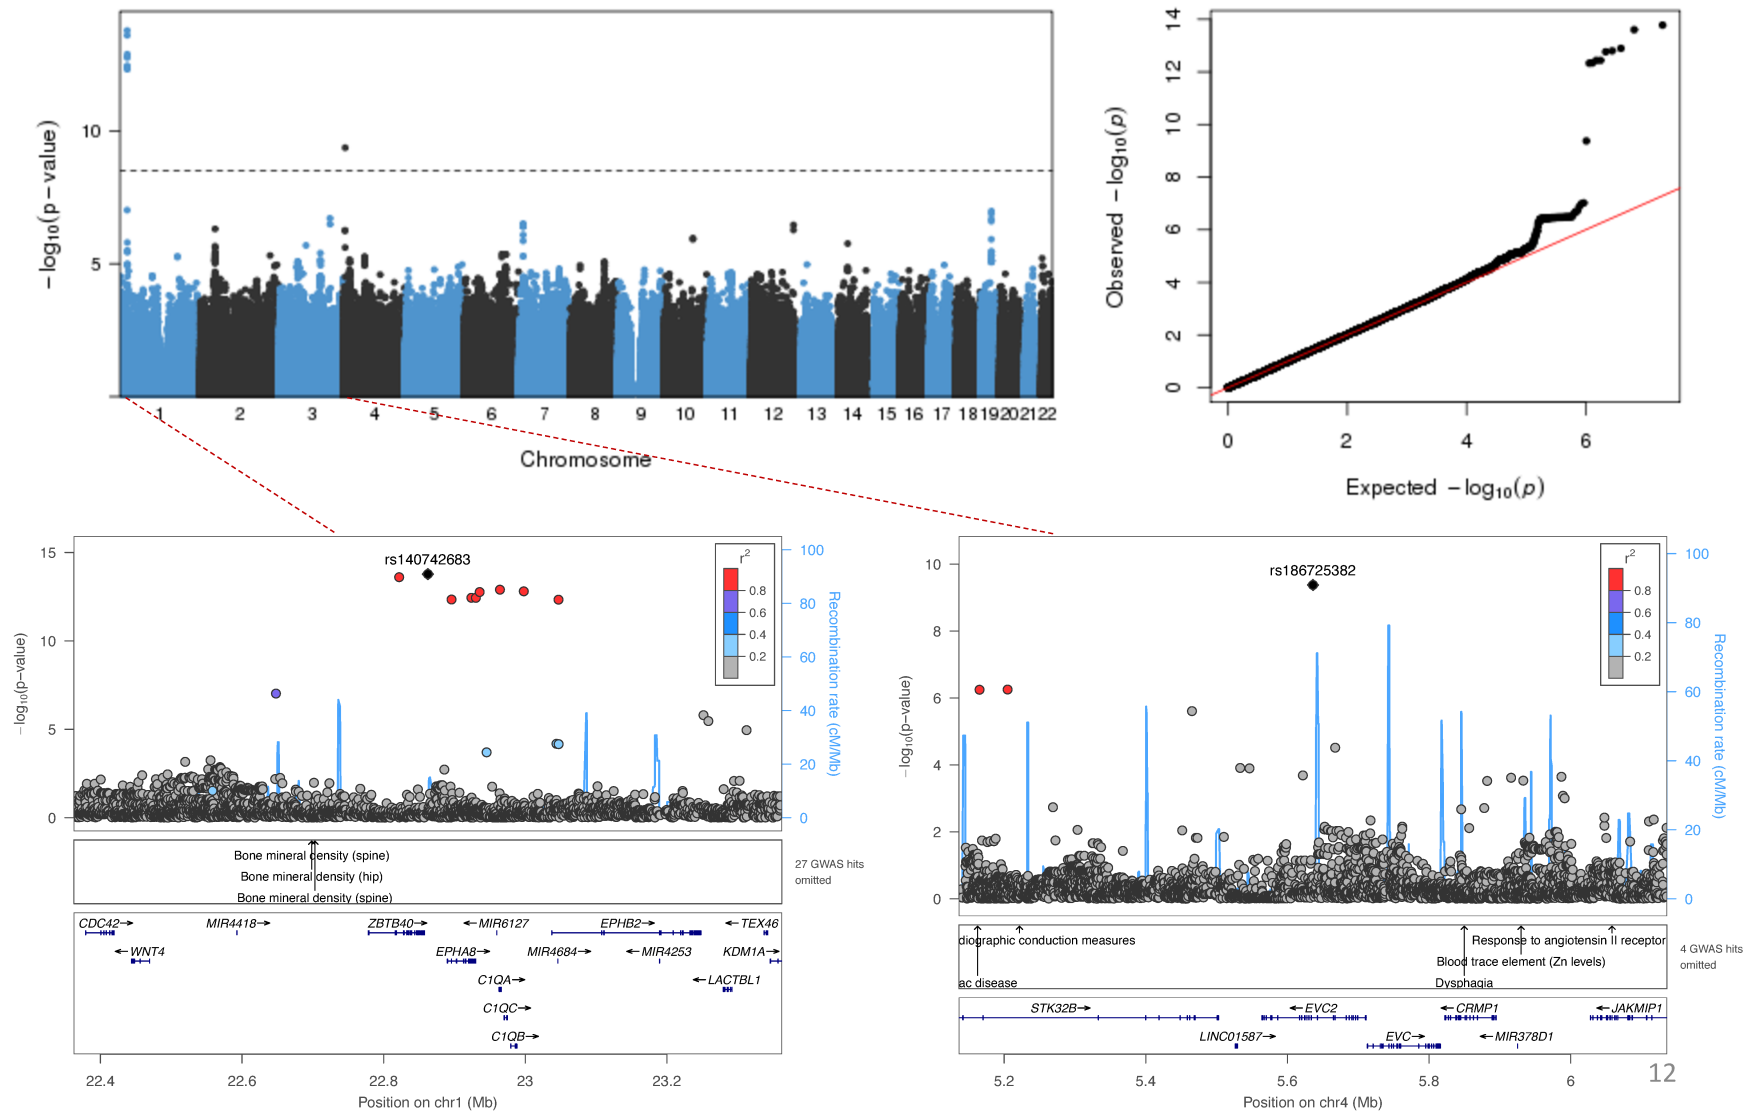 −log10(p−value)
10
5
1 2 3 4 5 6 7 8 9 10 11 12 13 14 15 16 17 18 19 20 21 22
Chromosome
Observed −log10(p)
14
12
10
8
6
4
2
0
0 2 4 6
Expected −log10(p)
−log10(p−value)
15
10
5
0
rs140742683
r2
0.8
0.6
0.4
0.2
100
80
60
40
20
0
Recombination rate (cM/Mb)
Bone mineral density (spine)
Bone mineral density (hip)
Bone mineral density (spine)
27 GWAS hits
omitted
CDC42→ MIR4418→ ZBTB40→ ←MIR6127 EPHB2→ ←TEX46
←WNT4 EPHA8→ MIR4684→ ←MIR4253 KDM1A→
C1QA→ ←LACTBL1
C1QC→
C1QB→
22.4 22.6 22.8 23 23.2
Position on chr1 (Mb)
−log10(p−value)
10
8
6
4
2
0
rs186725382
r2
0.8
0.6
0.4
0.2
100
80
60
40
20
0
Recombination rate (cM/Mb)
diographic conduction measures Response to angiotensin II receptor
Blood trace element (Zn levels)
ac disease Dysphagia
4 GWAS hits
omitted
STK32B→ ←EVC2 ←CRMP1 ←JAKMIP1
LINC01587→ EVC→ ←MIR378D1
5.2 5.4 5.6 5.8 6
Position on chr4 (Mb)
12